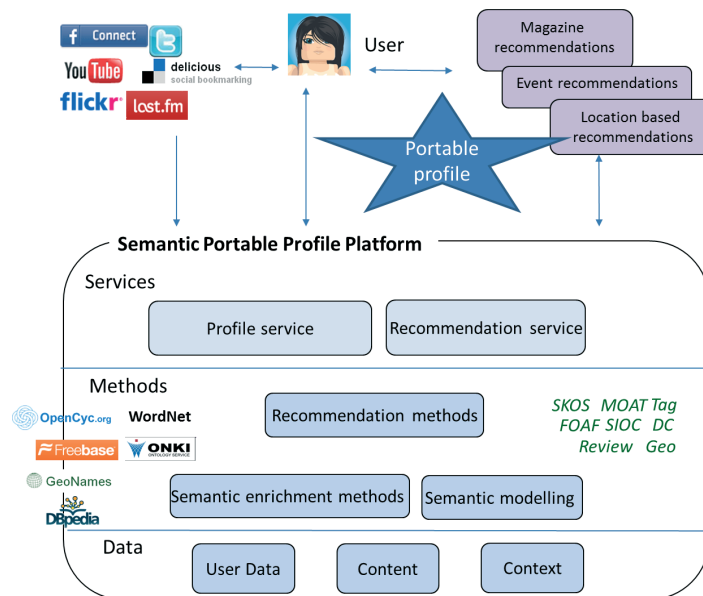 f Connect
t
YouTube
delicious
social bookmarking
flickr
last.fm
User
Magazine
recommendations
Event recommendations
Location based
recommendations
Portable
profile
Semantic Portable Profile Platform
Services
Profile service
Recommendation service
Methods
OpenCyc.org
WordNet
Recommendation methods
SKOS MOAT Tag
FOAF SIOC DC
Review Geo
Freebase
ONKI
ONTOLOGY SERVICE
GeoNames
DBpedia
Semantic enrichment methods
Semantic modelling
Data
User Data
Content
Context